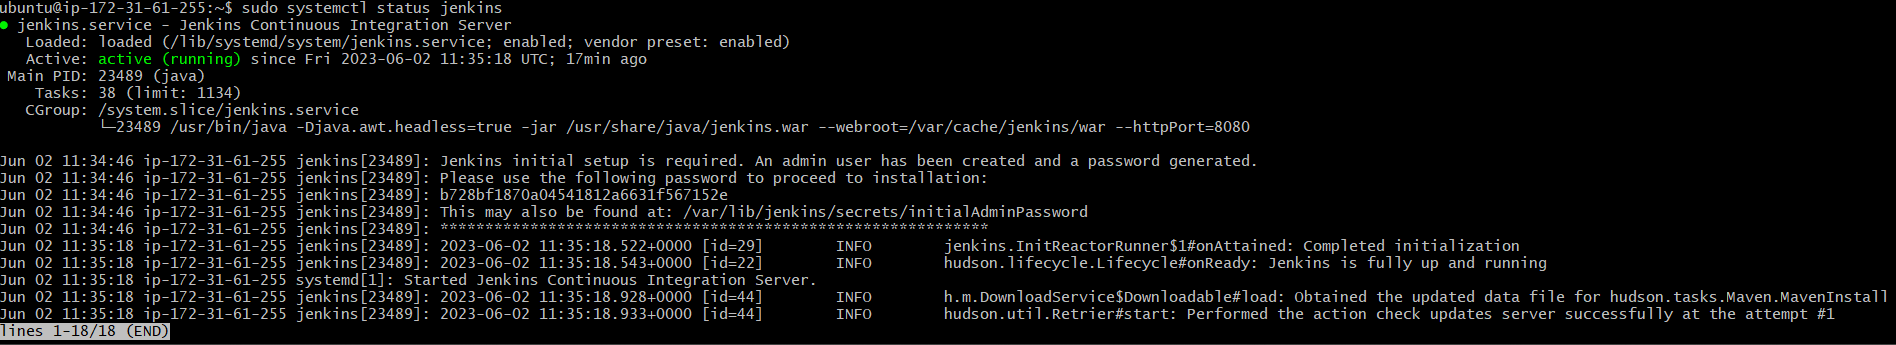 ubuntu@ip-172-31-61-255:~$ sudo systemctl status jenkins
● jenkins.service - Jenkins Continuous Integration Server
   Loaded: loaded (/lib/systemd/system/jenkins.service; enabled; vendor preset: enabled)
   Active: active (running) since Fri 2023-06-02 11:35:18 UTC; 17min ago
 Main PID: 23489 (java)
    Tasks: 38 (limit: 1134)
   CGroup: /system.slice/jenkins.service
           └─23489 /usr/bin/java -Djava.awt.headless=true -jar /usr/share/java/jenkins.war --webroot=/var/cache/jenkins/war --httpPort=8080
Jun 02 11:34:46 ip-172-31-61-255 jenkins[23489]: Jenkins initial setup is required. An admin user has been created and a password generated.
Jun 02 11:34:46 ip-172-31-61-255 jenkins[23489]: Please use the following password to proceed to installation:
Jun 02 11:34:46 ip-172-31-61-255 jenkins[23489]: b728bf1870a04541812a6631f567152e
Jun 02 11:34:46 ip-172-31-61-255 jenkins[23489]: This may also be found at: /var/lib/jenkins/secrets/initialAdminPassword
Jun 02 11:34:46 ip-172-31-61-255 jenkins[23489]: *************************************************************
Jun 02 11:35:18 ip-172-31-61-255 jenkins[23489]: 2023-06-02 11:35:18.522+0000 [id=29]        INFO        jenkins.InitReactorRunner$1#onAttained: Completed initialization
Jun 02 11:35:18 ip-172-31-61-255 jenkins[23489]: 2023-06-02 11:35:18.543+0000 [id=22]        INFO        hudson.lifecycle.Lifecycle#onReady: Jenkins is fully up and running
Jun 02 11:35:18 ip-172-31-61-255 systemd[1]: Started Jenkins Continuous Integration Server.
Jun 02 11:35:18 ip-172-31-61-255 jenkins[23489]: 2023-06-02 11:35:18.928+0000 [id=44]        INFO        h.m.DownloadService$Downloadable#load: Obtained the updated data file for hudson.tasks.Maven.MavenInstall
Jun 02 11:35:18 ip-172-31-61-255 jenkins[23489]: 2023-06-02 11:35:18.933+0000 [id=44]        INFO        hudson.util.Retrier#start: Performed the action check updates server successfully at the attempt #1
lines 1-18/18 (END)